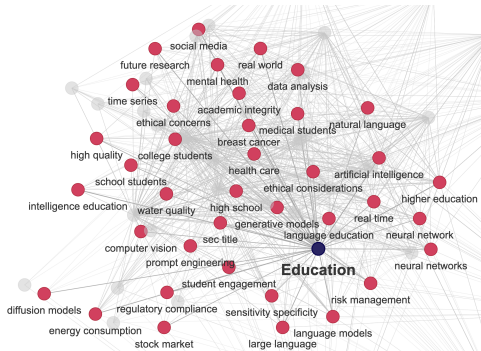 social media
real world
future research
mental health
data analysis
time series
academic integrity
natural language
ethical concerns
medical students
breast cancer
high quality
college students
health care
artificial intelligence
school students
ethical considerations
higher education
intelligence education
water quality
high school
real time
generative models
language education
neural network
computer vision
sec title
prompt engineering
neural networks
Education
student engagement
risk management
diffusion models
regulatory compliance
sensitivity specificity
energy consumption
stock market
large language
language models